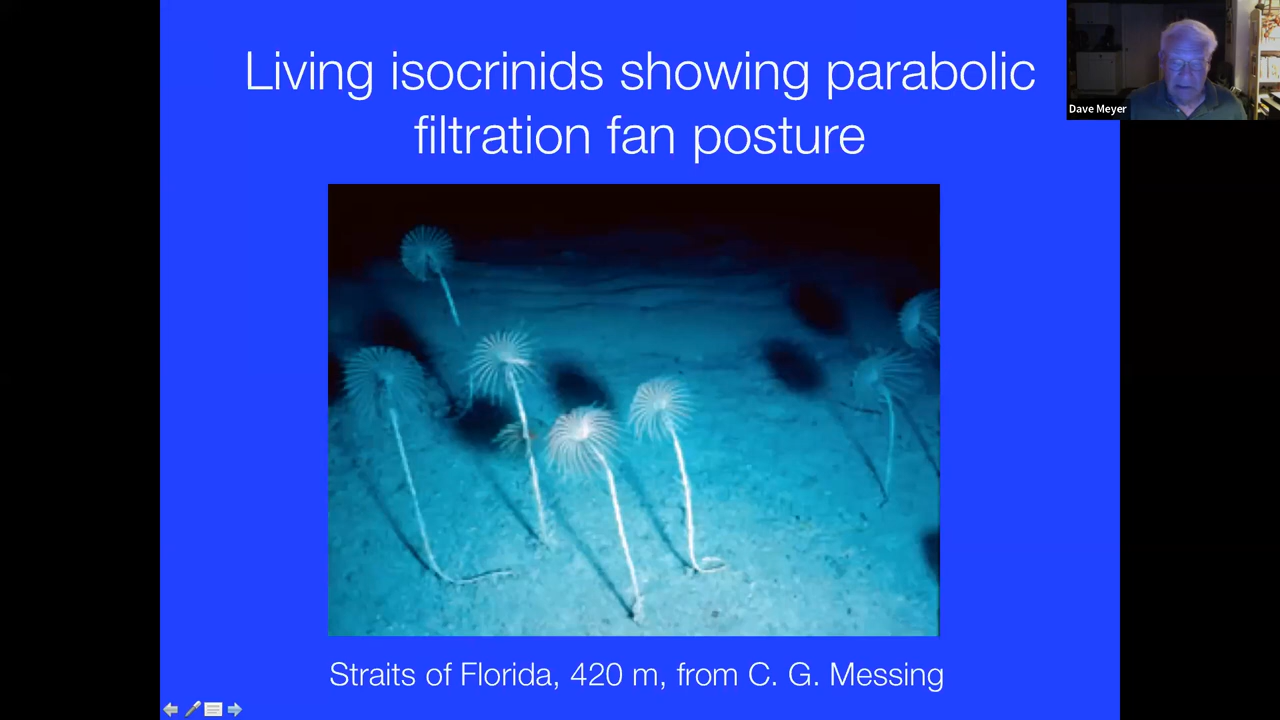 Living isocrinids showing parabolic
filtration fan posture
Dave Meyer
Straits of Florida, 420 m, from C. G. Messing